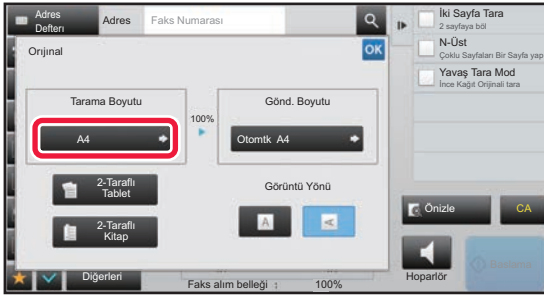 Adres
Defteri
Adres
Faks Numarası
Orijinal
OK
Tarama Boyutu
A4
100%
Gönd. Boyutu
Otomtk A4
2-Taraflı
Tablet
2-Taraflı
Kitap
Görüntü Yönü
A
A
Diğerleri
Faks alım belleği :
100%
İki Sayfa Tara
2 sayfaya böl
N-Üst
Çoklu Sayfaları Bir Sayfa yap
Yavaş Tara Mod
İnce Kağıt Orijinali tara
Önizle
CA
Hoparlör